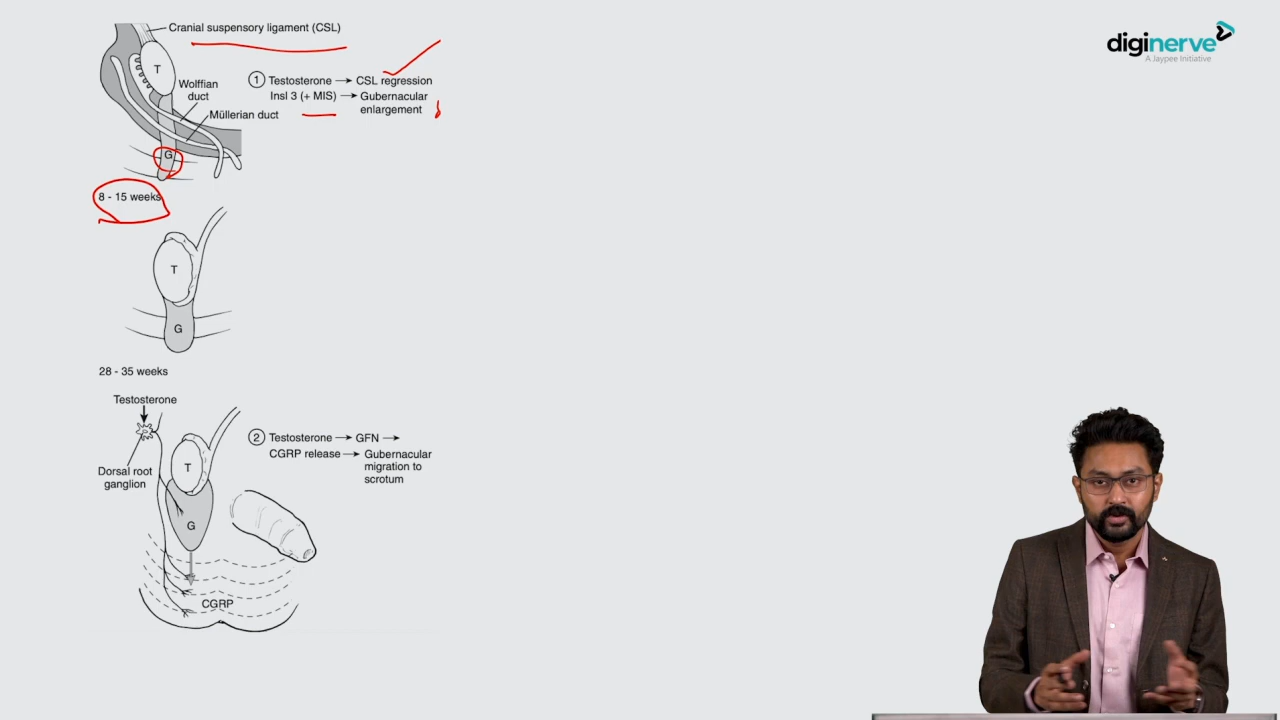 Cranial suspensory ligament (CSL)
T
1 Testosterone → CSL regression
Insl 3 (+ MIS) → Gubernacular
enlargement
Wolffian
duct
Müllerian duct
G
8 - 15 weeks
T
G
28 - 35 weeks
Testosterone
2 Testosterone → GFN →
CGRP release → Gubernacular
migration to
scrotum
Dorsal root
ganglion
T
G
CGRP
diginerve
A Jaypee Initiative